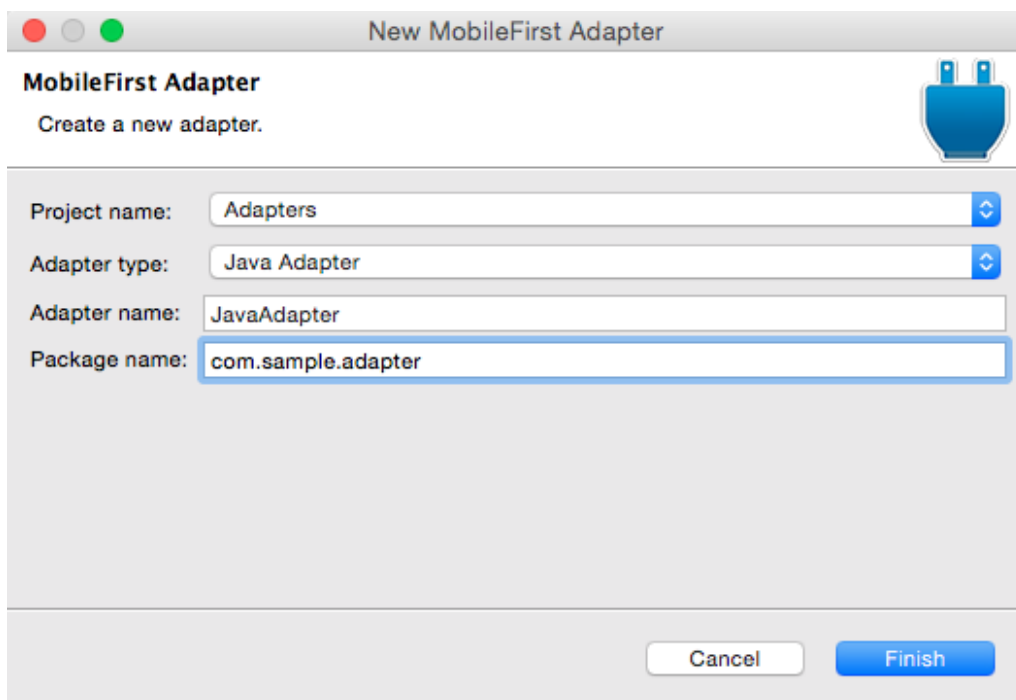 New MobileFirst Adapter
MobileFirst Adapter
Create a new adapter.
Project name: Adapters
Adapter type: Java Adapter
Adapter name: JavaAdapter
Package name: com.sample.adapter
Cancel Finish